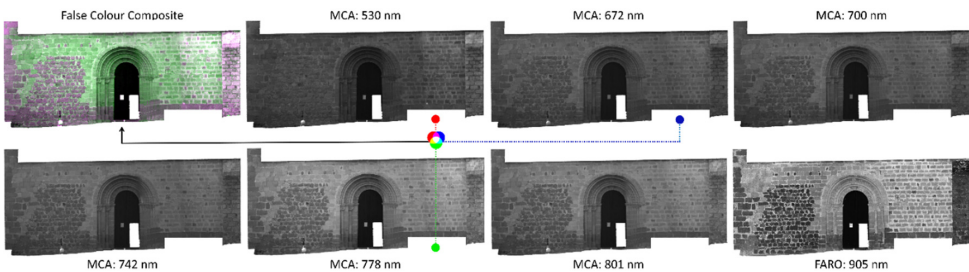 False Colour Composite
MCA: 530 nm
MCA: 672 nm
MCA: 700 nm
MCA: 742 nm
MCA: 778 nm
MCA: 801 nm
FARO: 905 nm